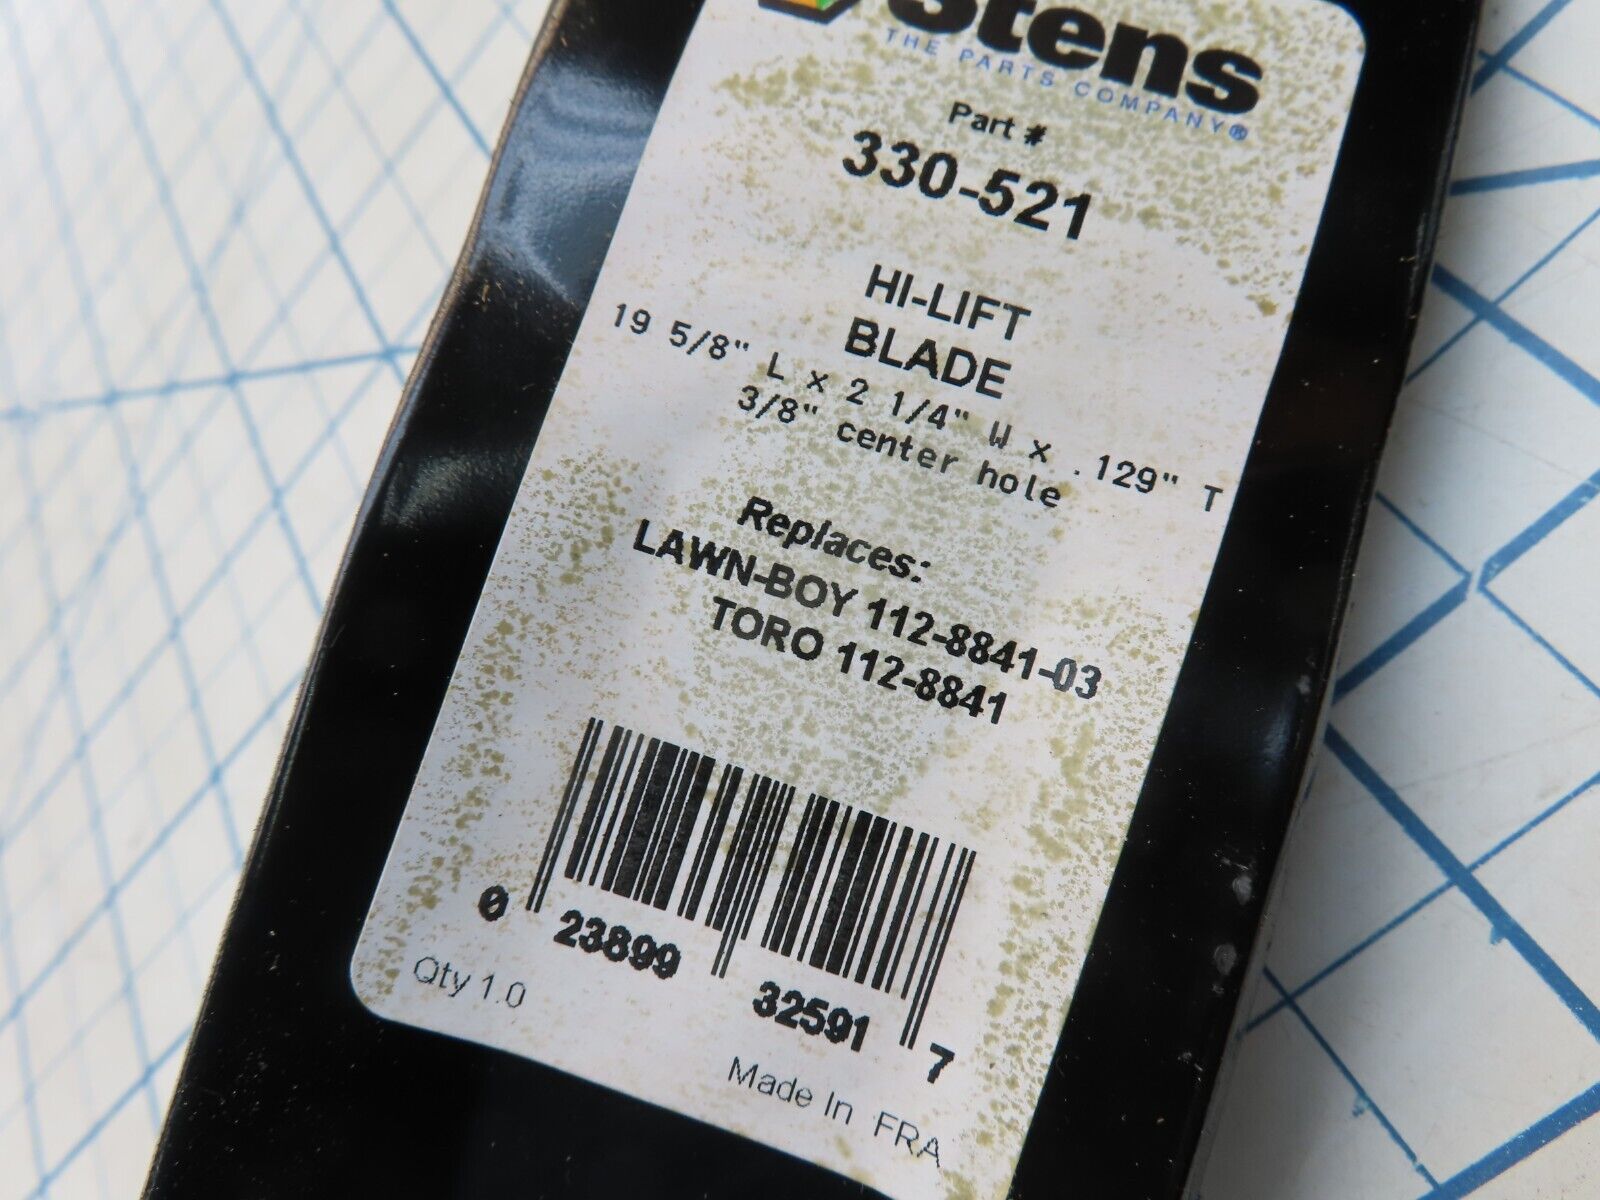 Stens
THE PARTS COMPANY®
Part #
330-521
HI-LIFT
BLADE
19 5/8" L x 2 1/4" W x .129" T
3/8" center hole
Replaces:
LAWN-BOY 112-8841-03
TORO 112-8841
0 23899 32591 7
Qty 1.0
Made In FRA